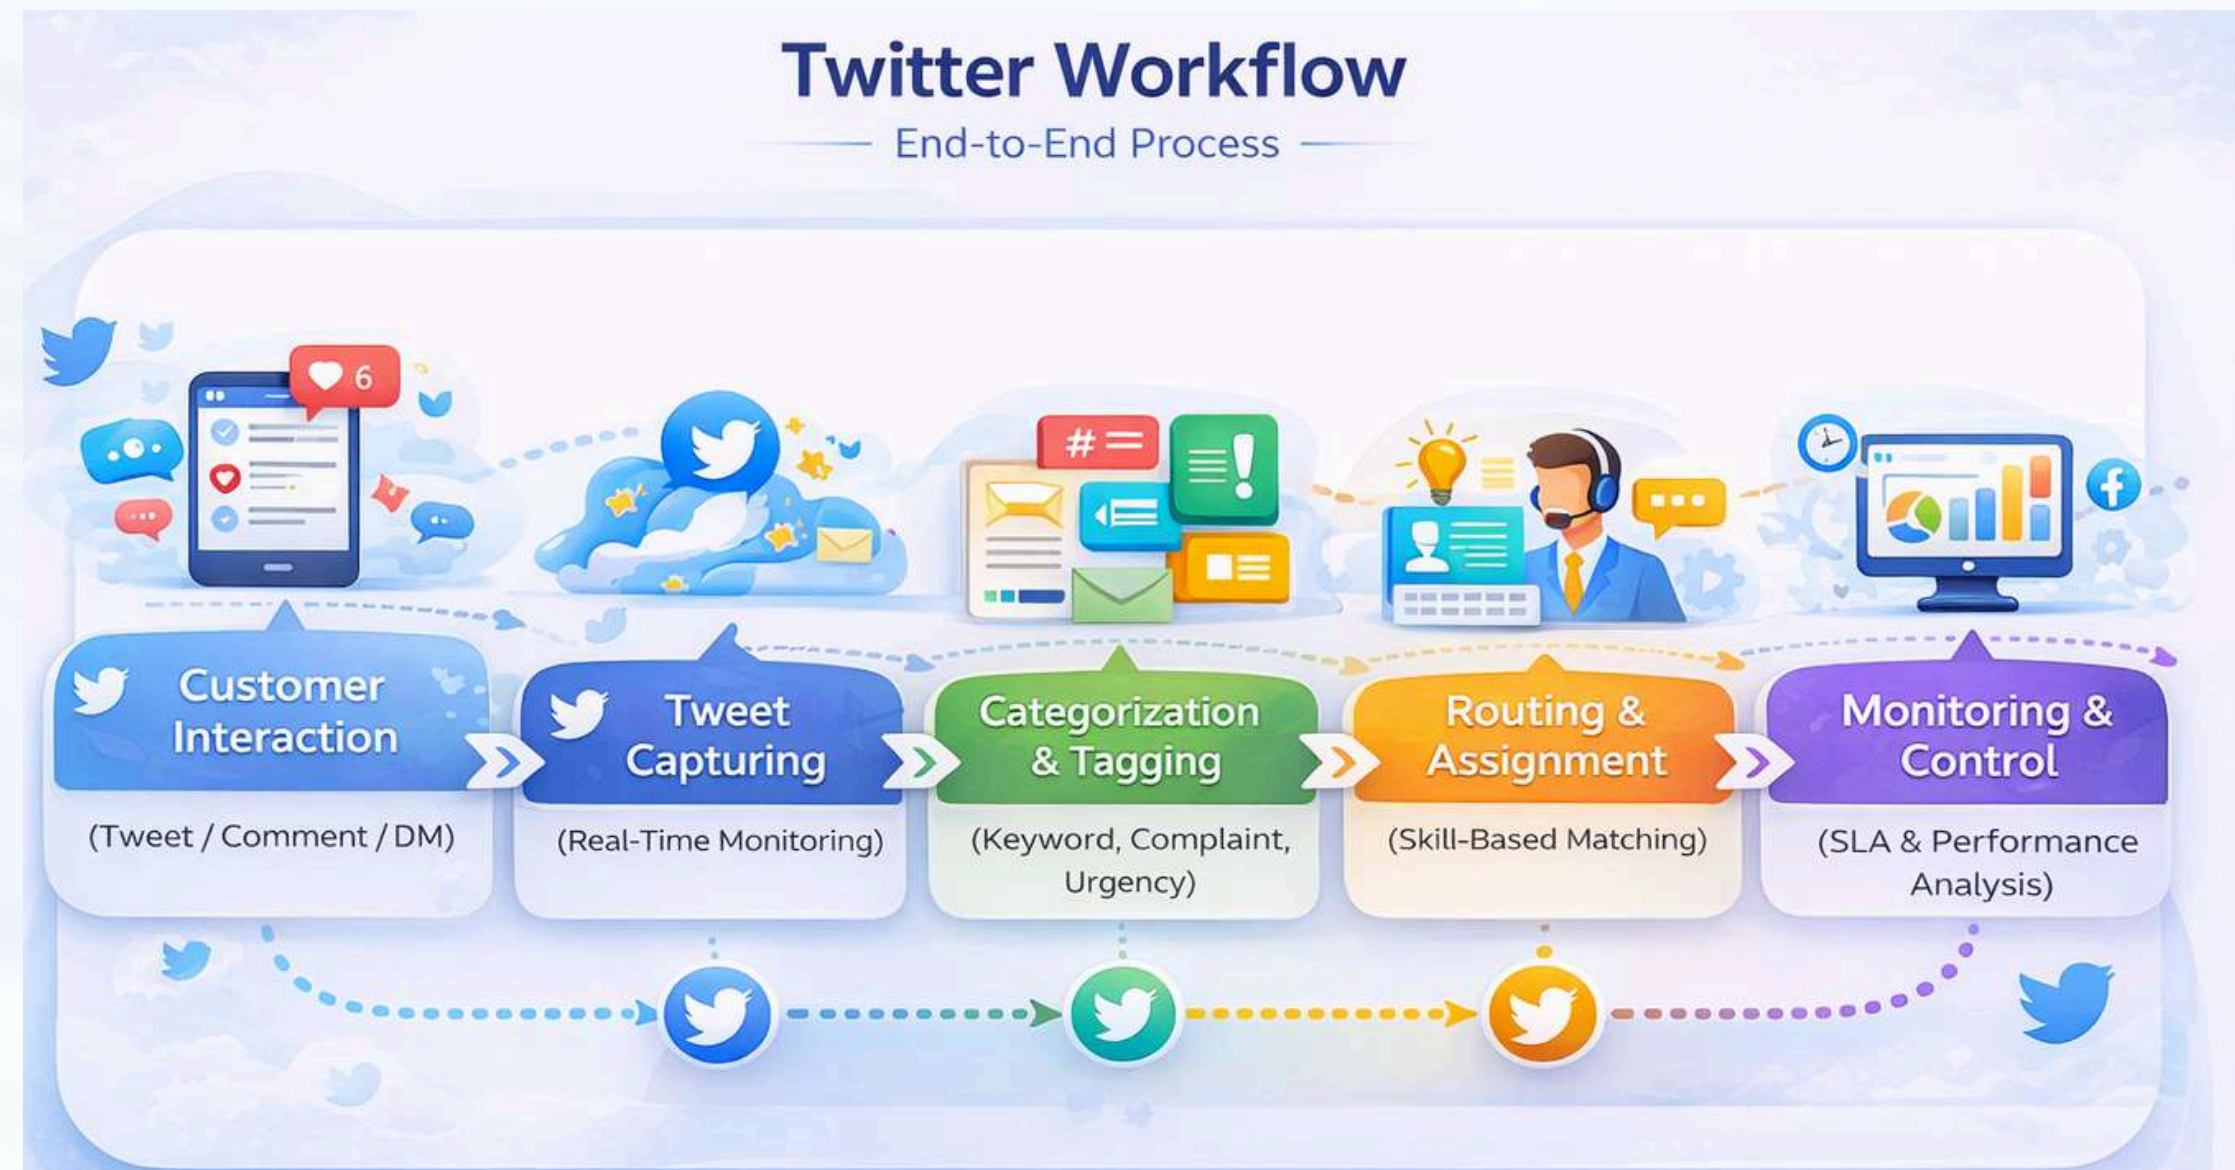 Twitter Workflow
End-to-End Process
6
# =
Customer
Interaction
(Tweet / Comment / DM)
Tweet
Capturing
(Real-Time Monitoring)
Categorization
& Tagging
(Keyword, Complaint,
Urgency)
Routing &
Assignment
(Skill-Based Matching)
Monitoring &
Control
(SLA & Performance
Analysis)